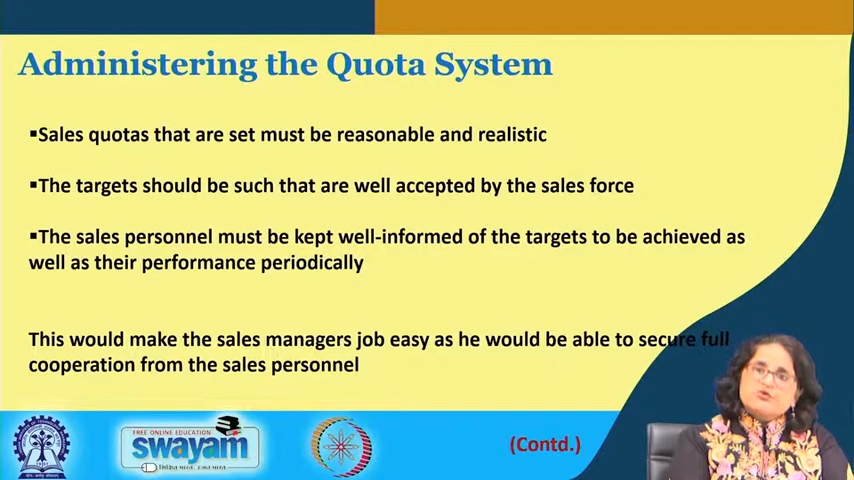 Administering the Quota System
▪Sales quotas that are set must be reasonable and realistic
▪The targets should be such that are well accepted by the sales force
▪The sales personnel must be kept well-informed of the targets to be achieved as
well as their performance periodically
This would make the sales managers job easy as he would be able to secure full
cooperation from the sales personnel
FREE ONLINE EDUCATION
swayam
(Contd.)